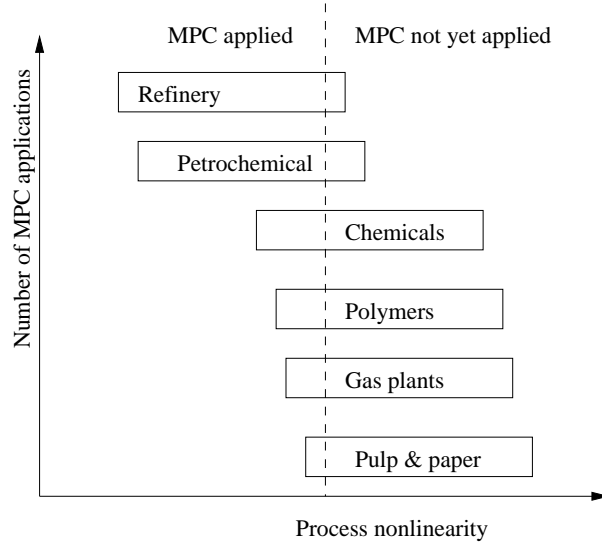 MPC applied
MPC not yet applied
Number of MPC applications
Refinery
Petrochemical
Chemicals
Polymers
Gas plants
Pulp & paper
Process nonlinearity